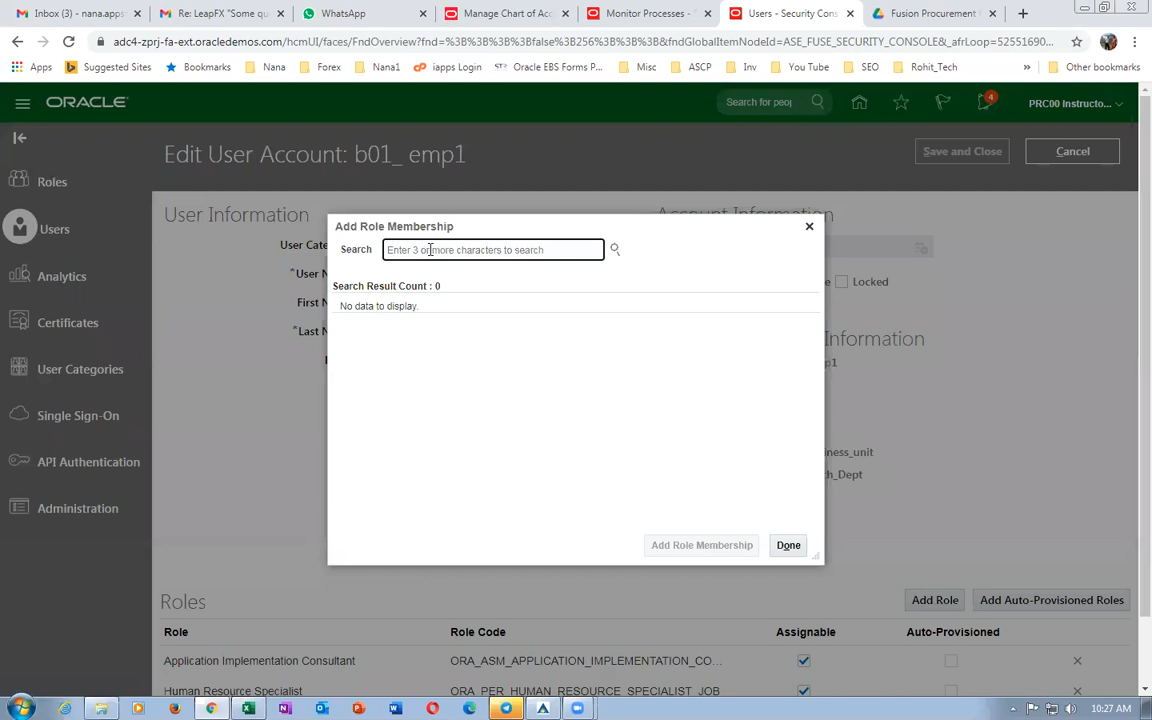 Inbox (3) - nana.apps
Re: LeapFX "Some qu
WhatsApp
Manage Chart of Acc
Monitor Processes -
Users - Security Cons
Fusion Procurement
adc4-zprj-fa-ext.oracledemos.com/hcmUI/faces/FndOverview?fnd=%3B%3B%3B%3Bfalse%3B256%3B%3B%3B&fndGlobalItemNodeId=ASE_FUSE_SECURITY_CONSOLE&_afrLoop=52551690...
Apps
Suggested Sites
Bookmarks
Nana
Forex
Nana1
iapps Login
Oracle EBS Forms P...
Misc
ASCP
Inv
You Tube
SEO
Rohit_Tech
»
Other bookmarks
ORACLE
Search for peop
4
PRC00 Instructo...
Edit User Account: b01_ emp1
Save and Close
Cancel
Roles
Users
Analytics
Certificates
User Categories
Single Sign-On
API Authentication
Administration
User Information
Account Information
User Cate
*User N
First N
*Last N
Locked
nformation
mp1
iness_unit
h_Dept
Add Role Membership
Search
Enter 3 or more characters to search
Search Result Count : 0
No data to display.
Add Role Membership
Done
Roles
Add Role
Add Auto-Provisioned Roles
Role
Role Code
Assignable
Auto-Provisioned
Application Implementation Consultant
ORA_ASM_APPLICATION_IMPLEMENTATION_CO...
Human Resource Specialist
ORA_PER_HUMAN_RESOURCE_SPECIALIST_JOB
10:27 AM